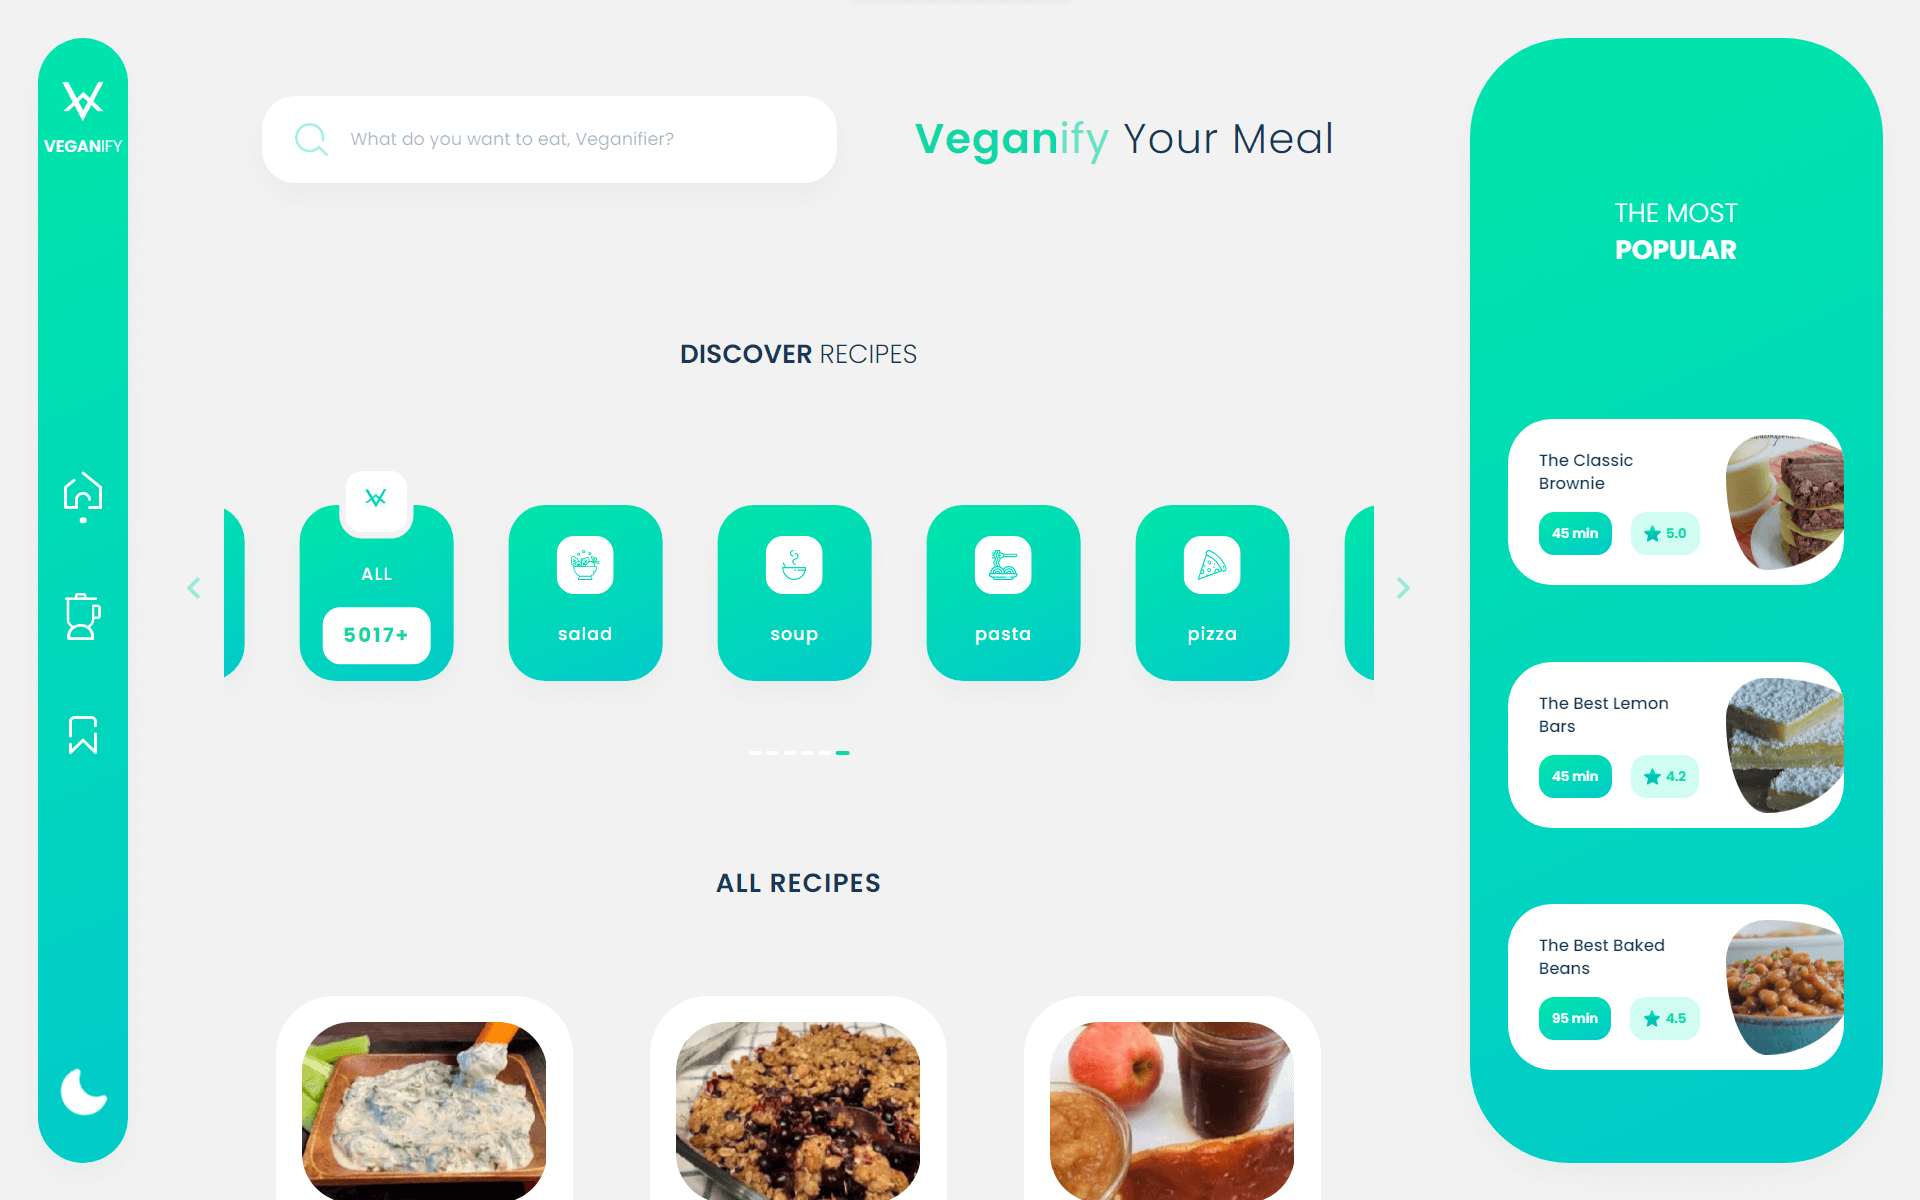 VEGANIFY
What do you want to eat, Veganifier?
Veganify Your Meal
DISCOVER RECIPES
ALL
5017+
salad
soup
pasta
pizza
ALL RECIPES
THE MOST
POPULAR
The Classic
Brownie
45 min
5.0
The Best Lemon
Bars
45 min
4.2
The Best Baked
Beans
95 min
4.5